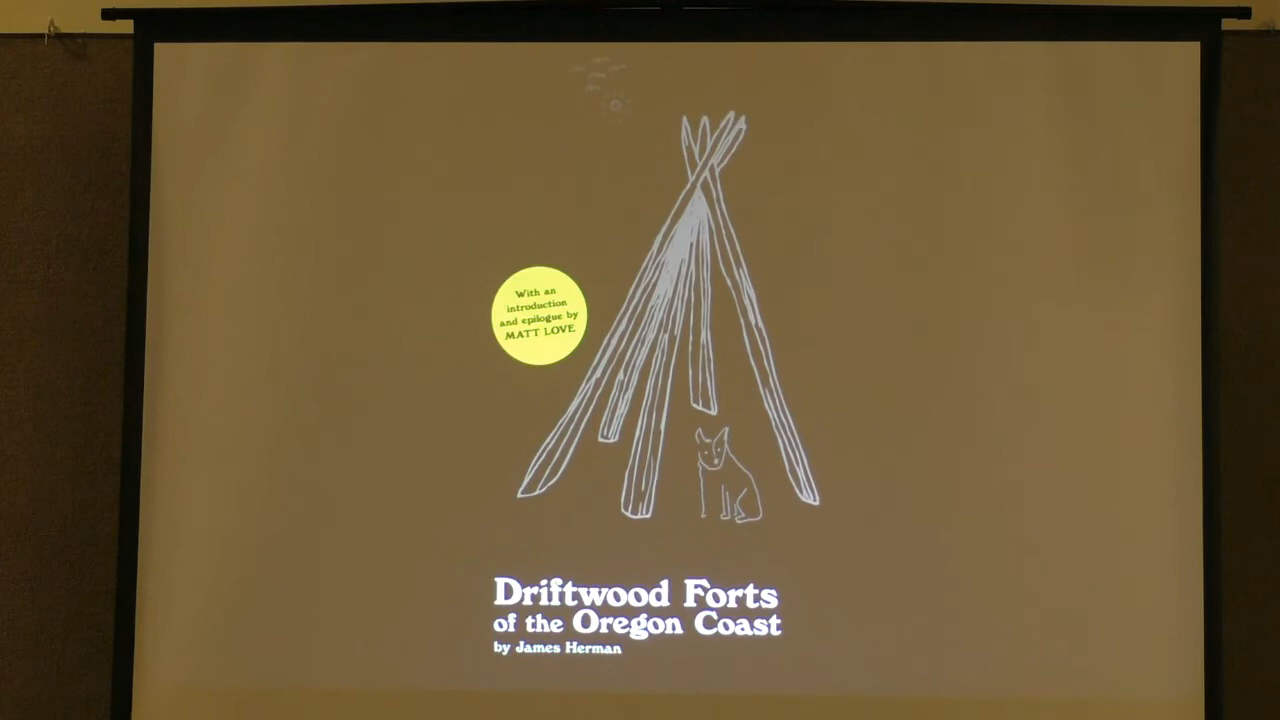 With an
introduction
and epilogue by
MATT LOVE
Driftwood Forts
of the Oregon Coast
by James Herman